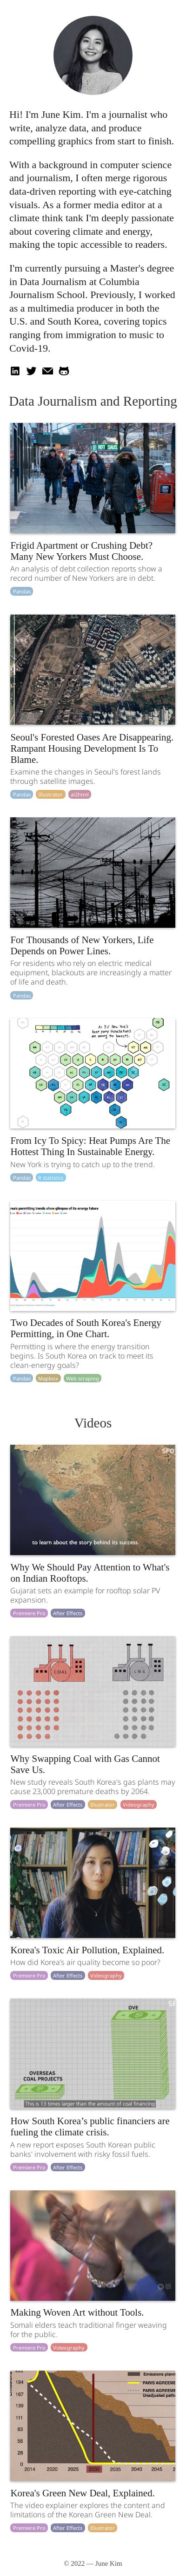 Hi! I'm June Kim. I'm a journalist who
write, analyze data, and produce
compelling graphics from start to finish.
With a background in computer science
and journalism, I often merge rigorous
data-driven reporting with eye-catching
visuals. As a former media editor at a
climate think tank I'm deeply passionate
about covering climate and energy,
making the topic accessible to readers.
I'm currently pursuing a Master's degree
in Data Journalism at Columbia
Journalism School. Previously, I worked
as a multimedia producer in both the
U.S. and South Korea, covering topics
ranging from immigration to music to
Covid-19.
Data Journalism and Reporting
Frigid Apartment or Crushing Debt?
Many New Yorkers Must Choose.
An analysis of debt collection reports show a
record number of New Yorkers are in debt.
Pandas
Seoul's Forested Oases Are Disappearing.
Rampant Housing Development Is To
Blame.
Examine the changes in Seoul's forest lands
through satellite images.
Pandas Illustrator ai2html
For Thousands of New Yorkers, Life
Depends on Power Lines.
For residents who rely on electric medical
equipment, blackouts are increasingly a matter
of life and death.
Pandas
From Icy To Spicy: Heat Pumps Are The
Hottest Thing In Sustainable Energy.
New York is trying to catch up to the trend.
Pandas R statistics
Two Decades of South Korea's Energy
Permitting, in One Chart.
Permitting is where the energy transition
begins. Is South Korea on track to meet its
clean-energy goals?
Pandas Mapbox Web scraping
Videos
to learn about the story behind its success.
Why We Should Pay Attention to What's
on Indian Rooftops.
Gujarat sets an example for rooftop solar PV
expansion.
Premiere Pro After Effects
COAL LNG
Why Swapping Coal with Gas Cannot
Save Us.
New study reveals South Korea's gas plants may
cause 23,000 premature deaths by 2064.
Premiere Pro After Effects Illustrator Videography
Korea's Toxic Air Pollution, Explained.
How did Korea's air quality become so poor?
Premiere Pro After Effects Videography
OVE
OVERSEAS
COAL PROJECTS
This is 13 times larger than the amount of coal financing
How South Korea's public financiers are
fueling the climate crisis.
A new report exposes South Korean public
banks' involvement with risky fossil fuels.
Premiere Pro After Effects
Making Woven Art without Tools.
Somali elders teach traditional finger weaving
for the public.
Premiere Pro Videography
Korea's Green New Deal, Explained.
The video explainer explores the content and
limitations of the Korean Green New Deal.
Premiere Pro After Effects Illustrator
© 2022 — June Kim